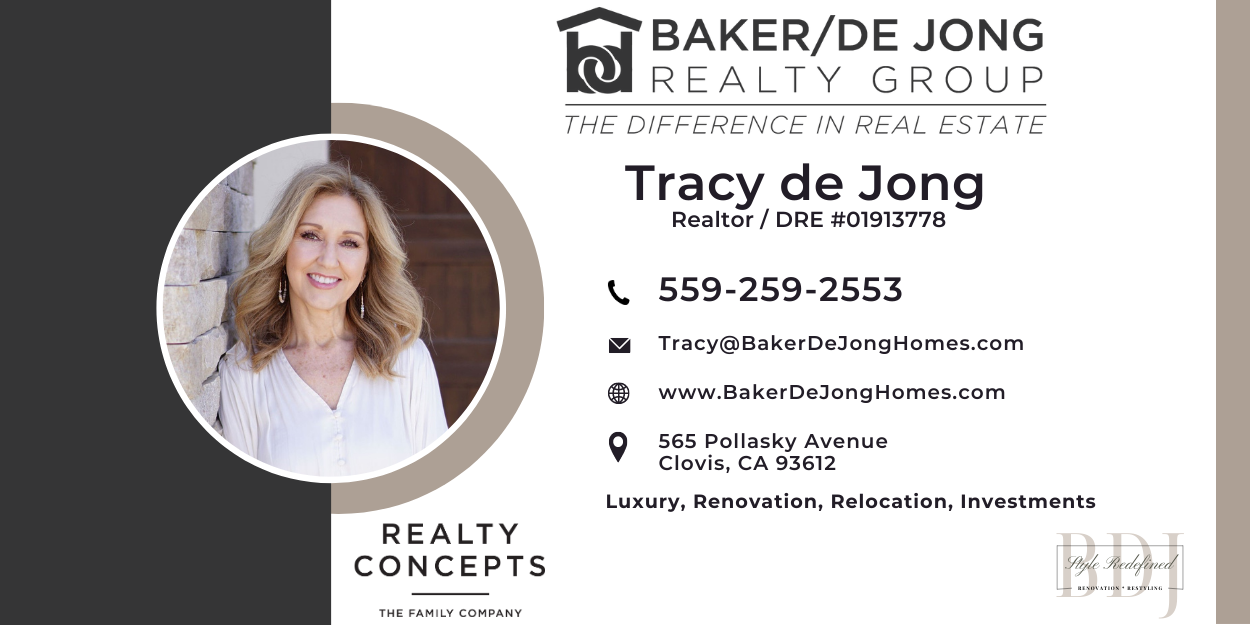 BAKER/DE JONG
REALTY GROUP
THE DIFFERENCE IN REAL ESTATE
Tracy de Jong
Realtor / DRE #01913778
559-259-2553
Tracy@BakerDeJongHomes.com
www.BakerDeJongHomes.com
565 Pollasky Avenue
Clovis, CA 93612
Luxury, Renovation, Relocation, Investments
REALTY
CONCEPTS
THE FAMILY COMPANY
BDJ
Style Redefined
RENOVATION * RESTYLING